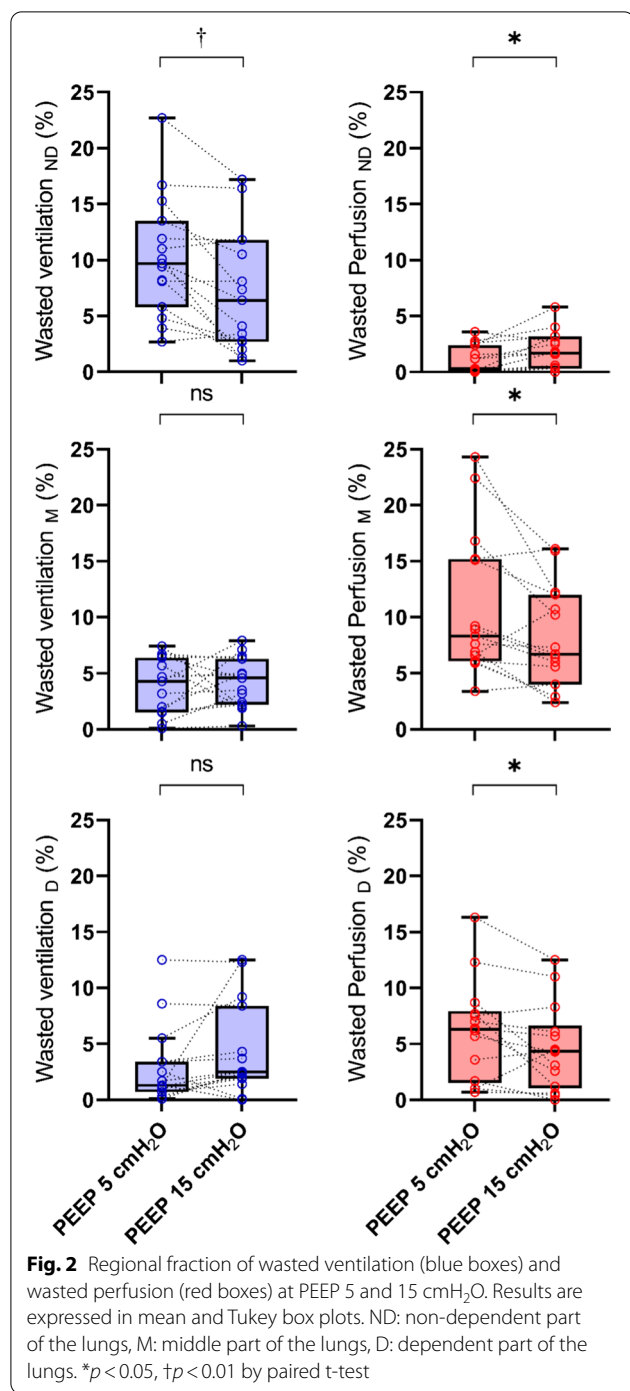 †
*
25
20
15
10
5
0
Wasted ventilation ND (%)
25
20
15
10
5
0
Wasted Perfusion ND (%)
ns
*
25
20
15
10
5
0
Wasted ventilation M (%)
25
20
15
10
5
0
Wasted Perfusion M (%)
ns
*
25
20
15
10
5
0
Wasted ventilation D (%)
25
20
15
10
5
0
Wasted Perfusion D (%)
PEEP 5 cmH₂O
PEEP 15 cmH₂O
PEEP 5 cmH₂O
PEEP 15 cmH₂O
Fig. 2 Regional fraction of wasted ventilation (blue boxes) and
wasted perfusion (red boxes) at PEEP 5 and 15 cmH₂O. Results are
expressed in mean and Tukey box plots. ND: non-dependent part
of the lungs, M: middle part of the lungs, D: dependent part of the
lungs. *p < 0.05, †p < 0.01 by paired t-test